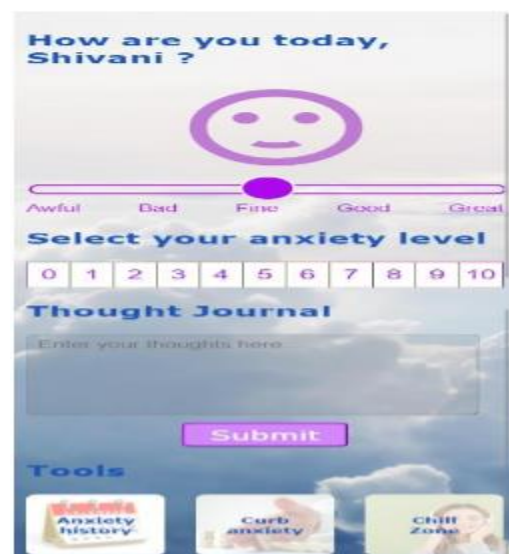 How are you today,
Shivani ?
Awful Bad Fine Good Great
Select your anxiety level
0 1 2 3 4 5 6 7 8 9 10
Thought Journal
Enter your thoughts here
Submit
Tools
Anxiety history
Curb anxiety
Chill Zone